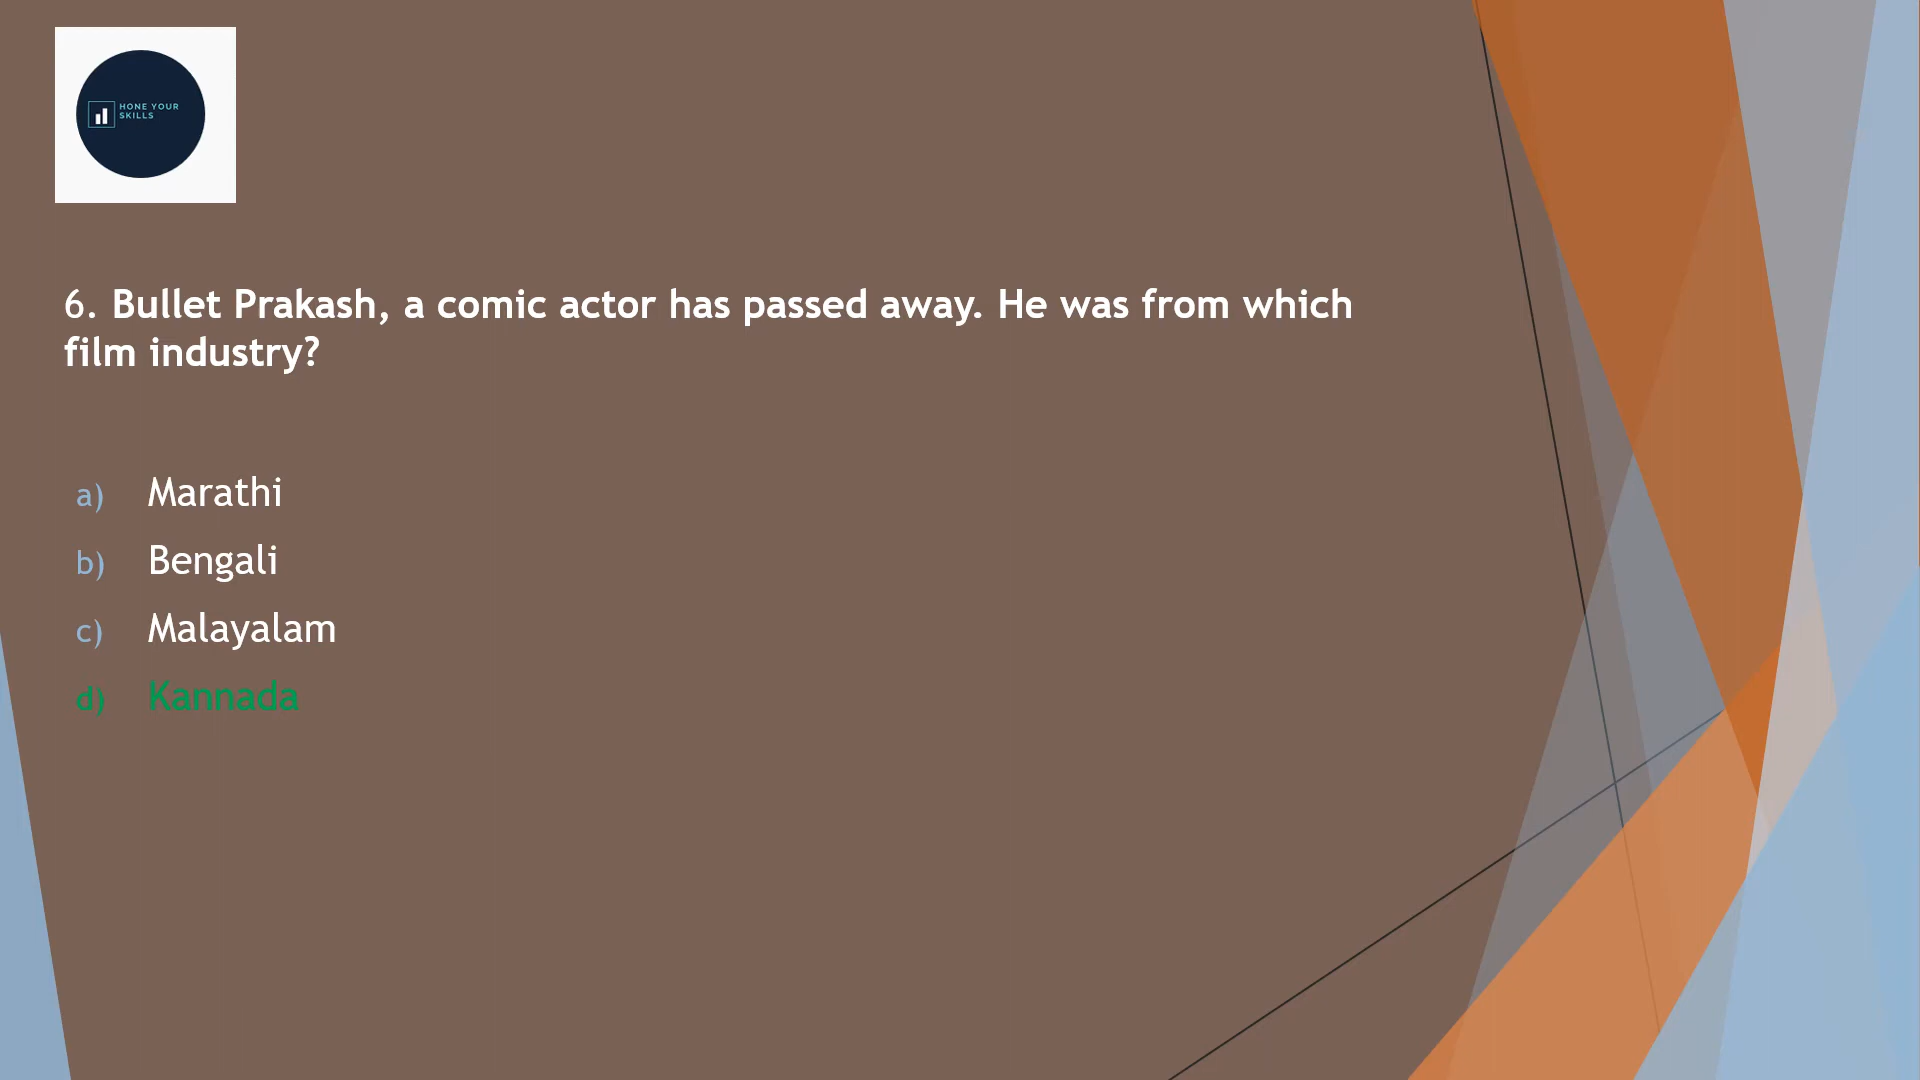 HONE YOUR
SKILLS
6. Bullet Prakash, a comic actor has passed away. He was from which
film industry?
a) Marathi
b) Bengali
c) Malayalam
d) Kannada